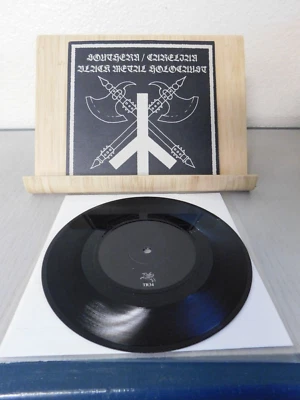 SOUTHERN / CARELIAN
BLACK METAL HOLOCAUST